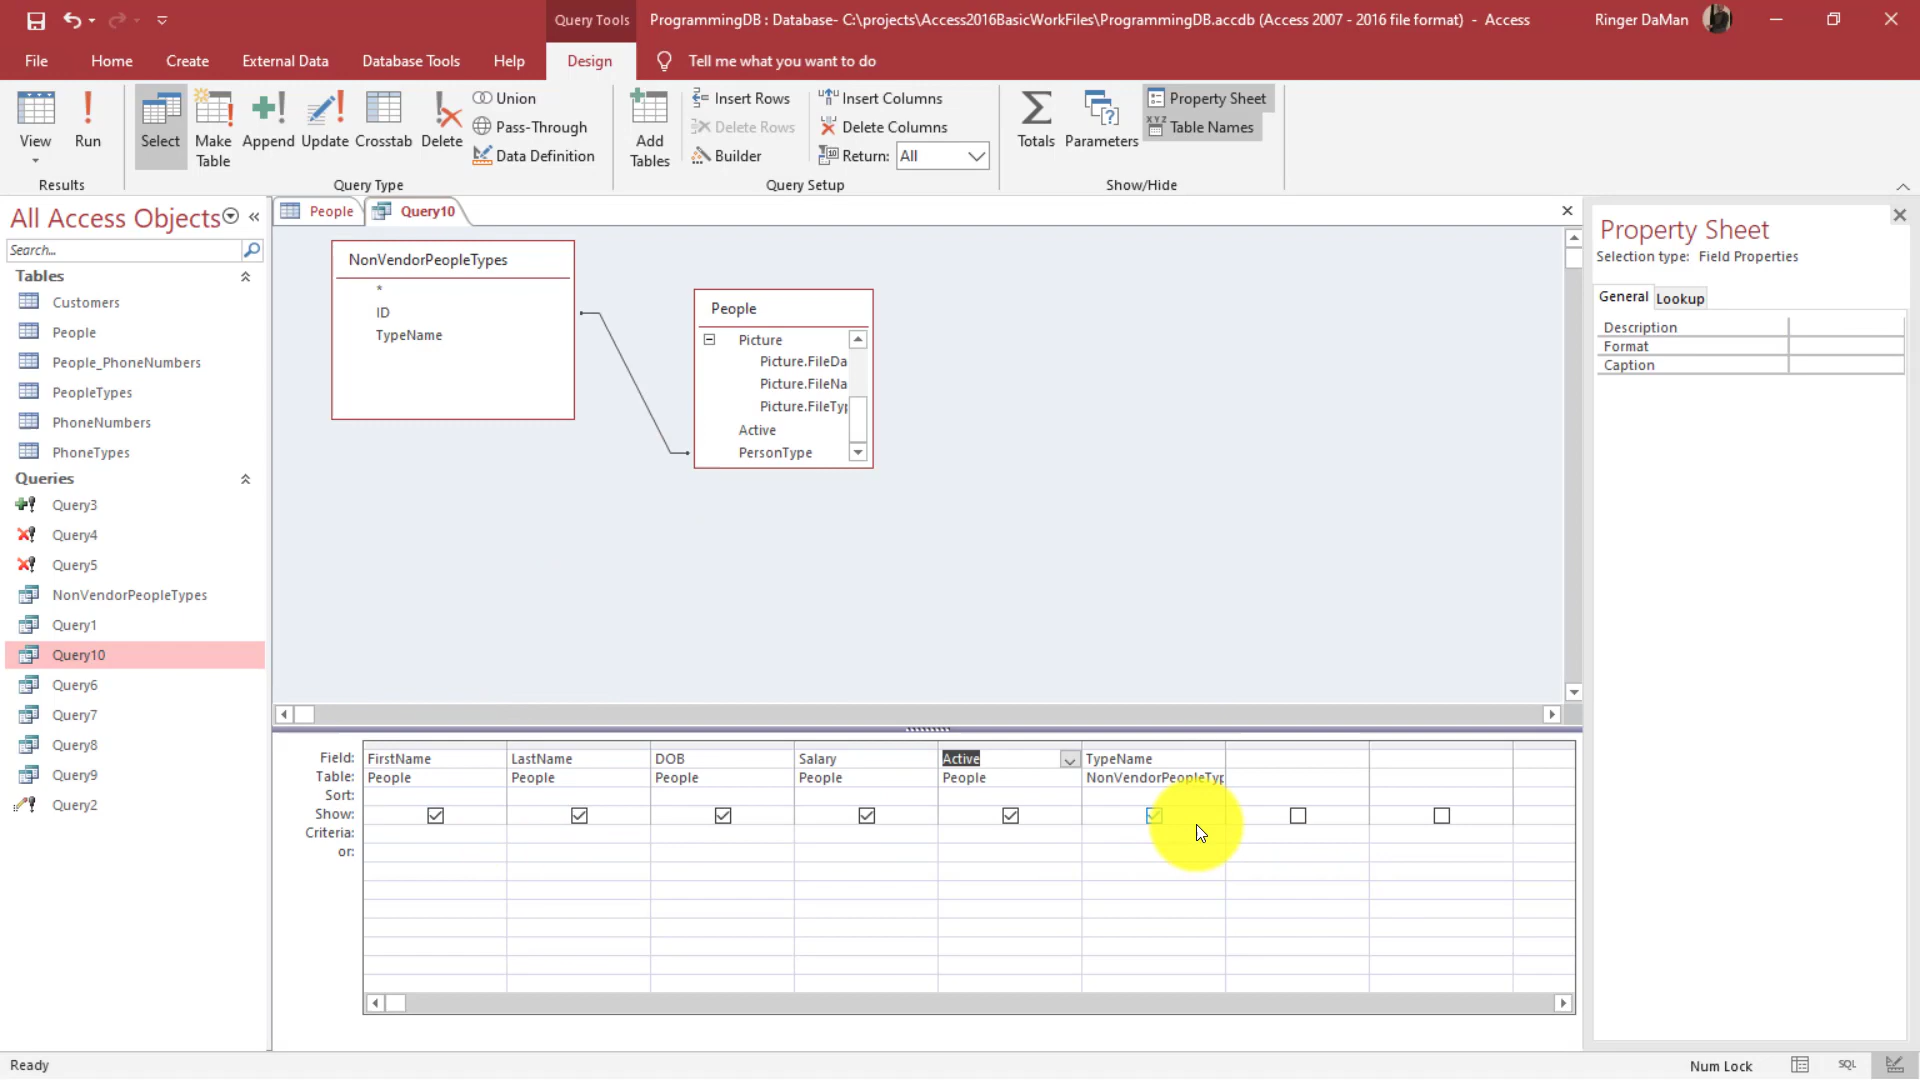 Query Tools
ProgrammingDB : Database- C:\projects\Access2016BasicWorkFiles\ProgrammingDB.accdb (Access 2007 - 2016 file format) - Access
Ringer DaMan
File Home Create External Data Database Tools Help Design Tell me what you want to do
View
Run
Select
Make Table
Append
Update
Crosstab
Delete
Union
Pass-Through
Data Definition
Add Tables
Insert Rows
Delete Rows
Builder
Insert Columns
Delete Columns
Return: All
Totals
Parameters
Property Sheet
XYZ Table Names
Results
Query Type
Query Setup
Show/Hide
All Access Objects
Search...
Tables
Customers
People
People_PhoneNumbers
PeopleTypes
PhoneNumbers
PhoneTypes
Queries
Query3
Query4
Query5
NonVendorPeopleTypes
Query1
Query10
Query6
Query7
Query8
Query9
Query2
People Query10
NonVendorPeopleTypes
*
ID
TypeName
People
Picture
Picture.FileDa
Picture.FileNa
Picture.FileTyp
Active
PersonType
Field: FirstName LastName DOB Salary Active TypeName
Table: People People People People People NonVendorPeopleTyp
Sort:
Show:
Criteria:
or:
Property Sheet
Selection type: Field Properties
General Lookup
Description
Format
Caption
Ready
Num Lock
SQL